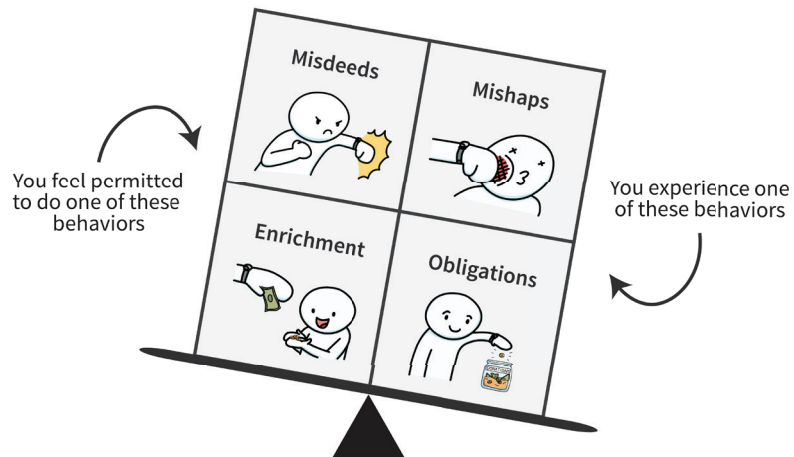 Misdeeds
Mishaps
You feel permitted
to do one of these
behaviors
You experience one
of these behaviors
Enrichment
Obligations